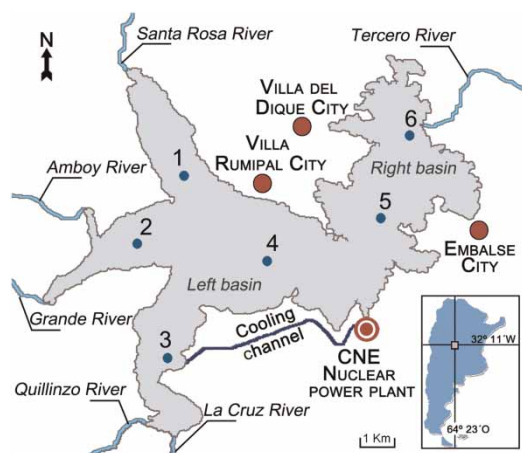 Santa Rosa River
Tercero River
N
VILLA DEL
DIQUE CITY
6
VILLA
RUMIPAL CITY
Right basin
1
Amboy River
5
2
4
EMBALSE
CITY
Left basin
Grande River
Cooling
channel
3
CNE
NUCLEAR
POWER PLANT
32º 11´W
Quillinzo River
La Cruz River
1 Km
64º 23´O